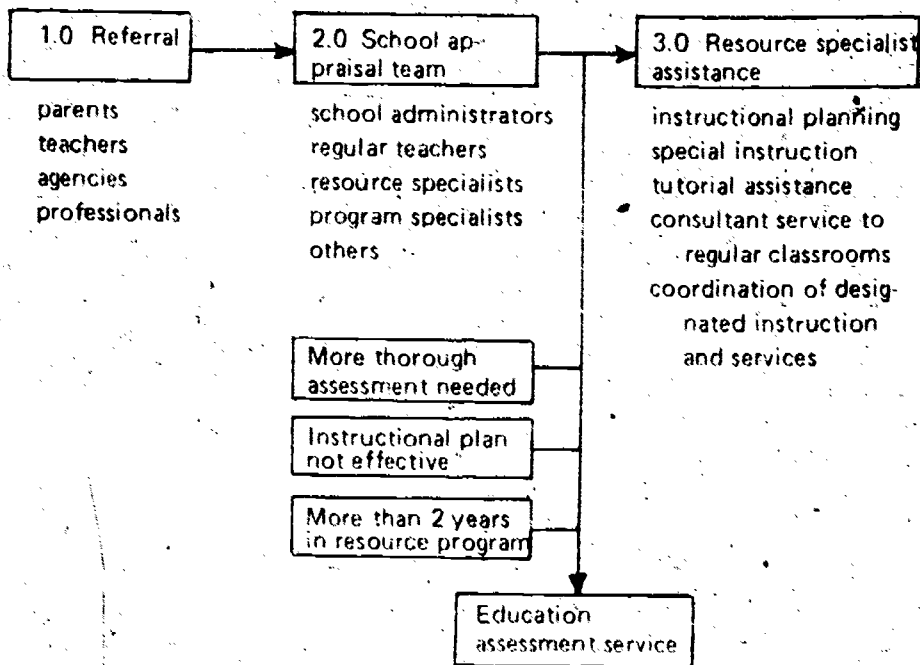 1.0 Referral
parents
teachers
agencies
professionals
2.0 School ap-
praisal team
school administrators
regular teachers
resource specialists
program specialists
others
3.0 Resource specialist
assistance
instructional planning
special instruction
tutorial assistance
consultant service to
regular classrooms
coordination of desig-
nated instruction
and services
More thorough
assessment needed
Instructional plan
not effective
More than 2 years
in resource program
Education
assessment service